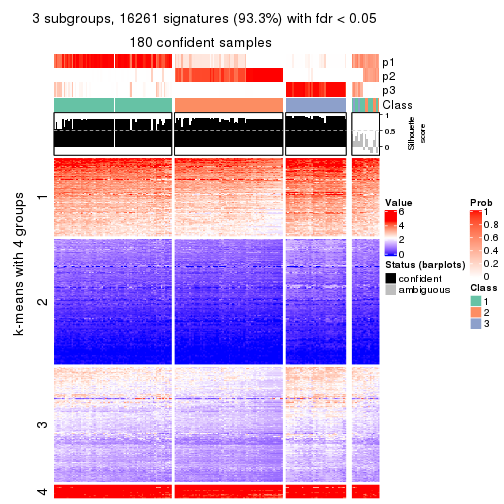 3 subgroups, 16261 signatures (93.3%) with fdr < 0.05
180 confident samples
p1
p2
p3
Class
1
0.5
0
Silhouette
score
k-means with 4 groups
1
2
3
4
Value
6
4
2
0
Status (barplots)
confident
ambiguous
Prob
1
0.8
0.6
0.4
0.2
0
Class
1
2
3